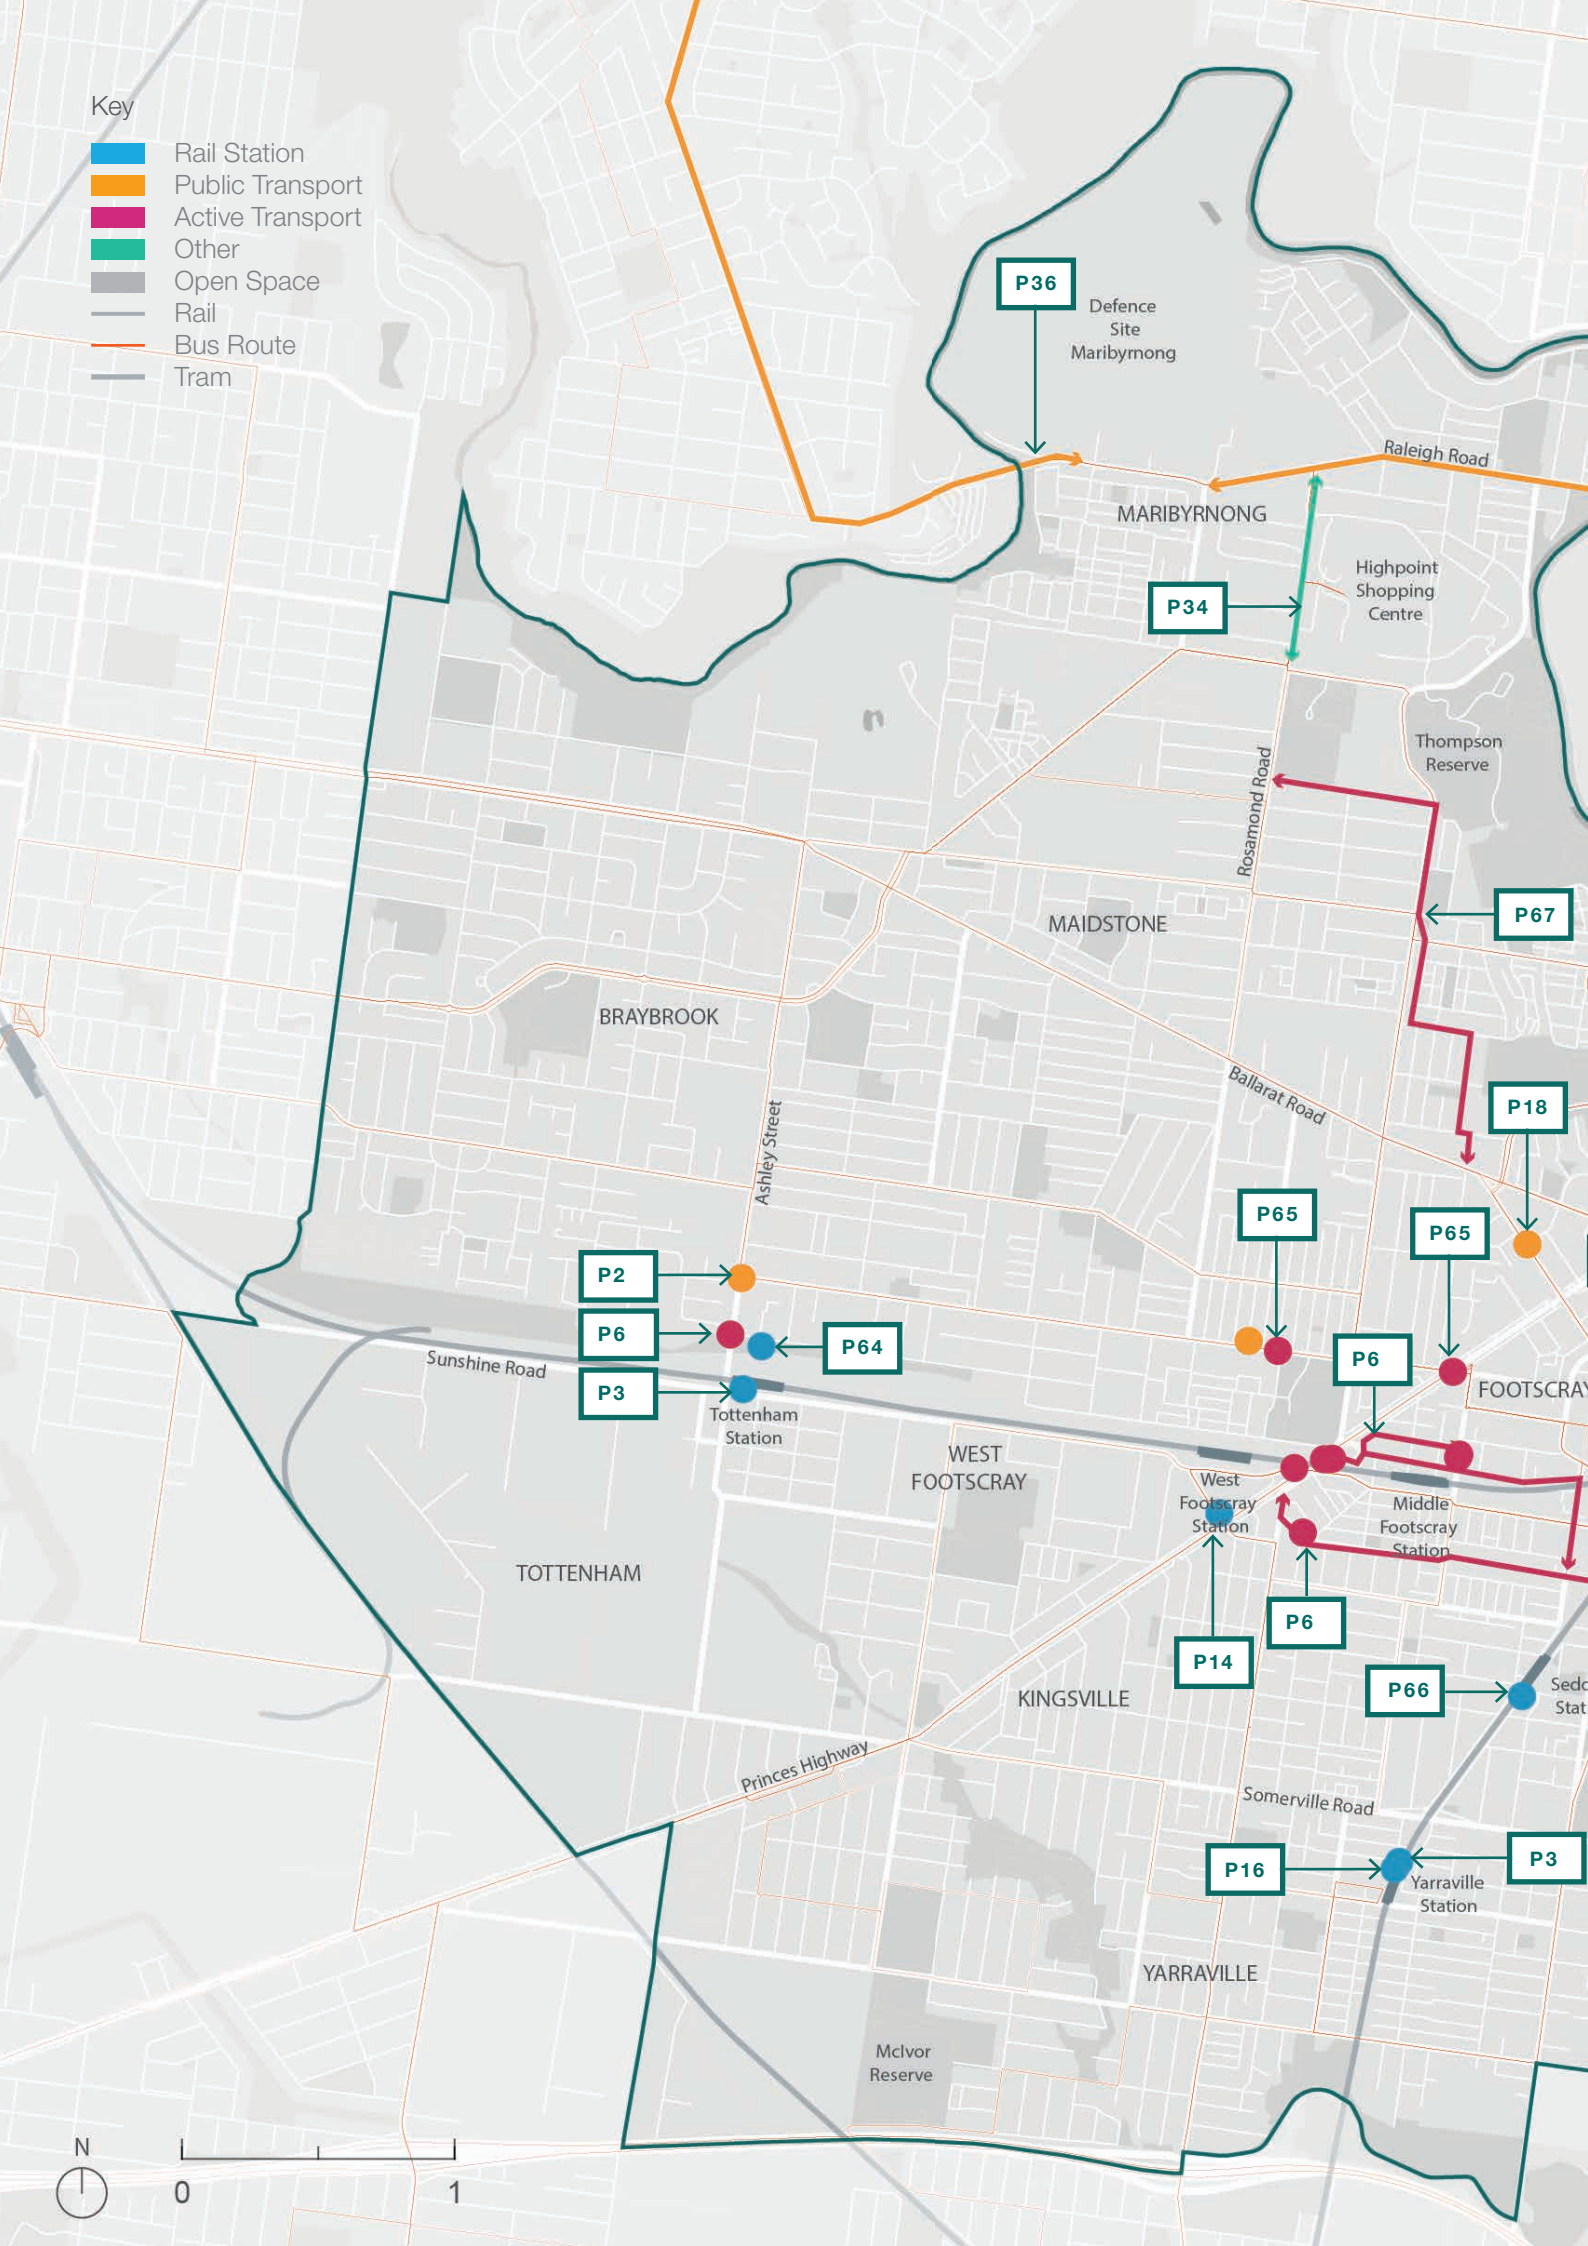 Key
Rail Station
Public Transport
Active Transport
Other
Open Space
Rail
Bus Route
Tram
P36
Defence
Site
Maribyrnong
Raleigh Road
MARIBYRNONG
Highpoint
Shopping
Centre
P34
Thompson
Reserve
Rosamond Road
P67
MAIDSTONE
BRAYBROOK
Ballarat Road
P18
Ashley Street
P65
P65
P2
P6
P64
P6
Sunshine Road
P3
FOOTSCRAY
Tottenham
Station
WEST
FOOTSCRAY
West
Footscray
Station
Middle
Footscray
Station
TOTTENHAM
P6
P14
P66
Sedd
Stat
KINGSVILLE
Princes Highway
Somerville Road
P16
P3
Yarraville
Station
YARRAVILLE
McIvor
Reserve
N
0
1